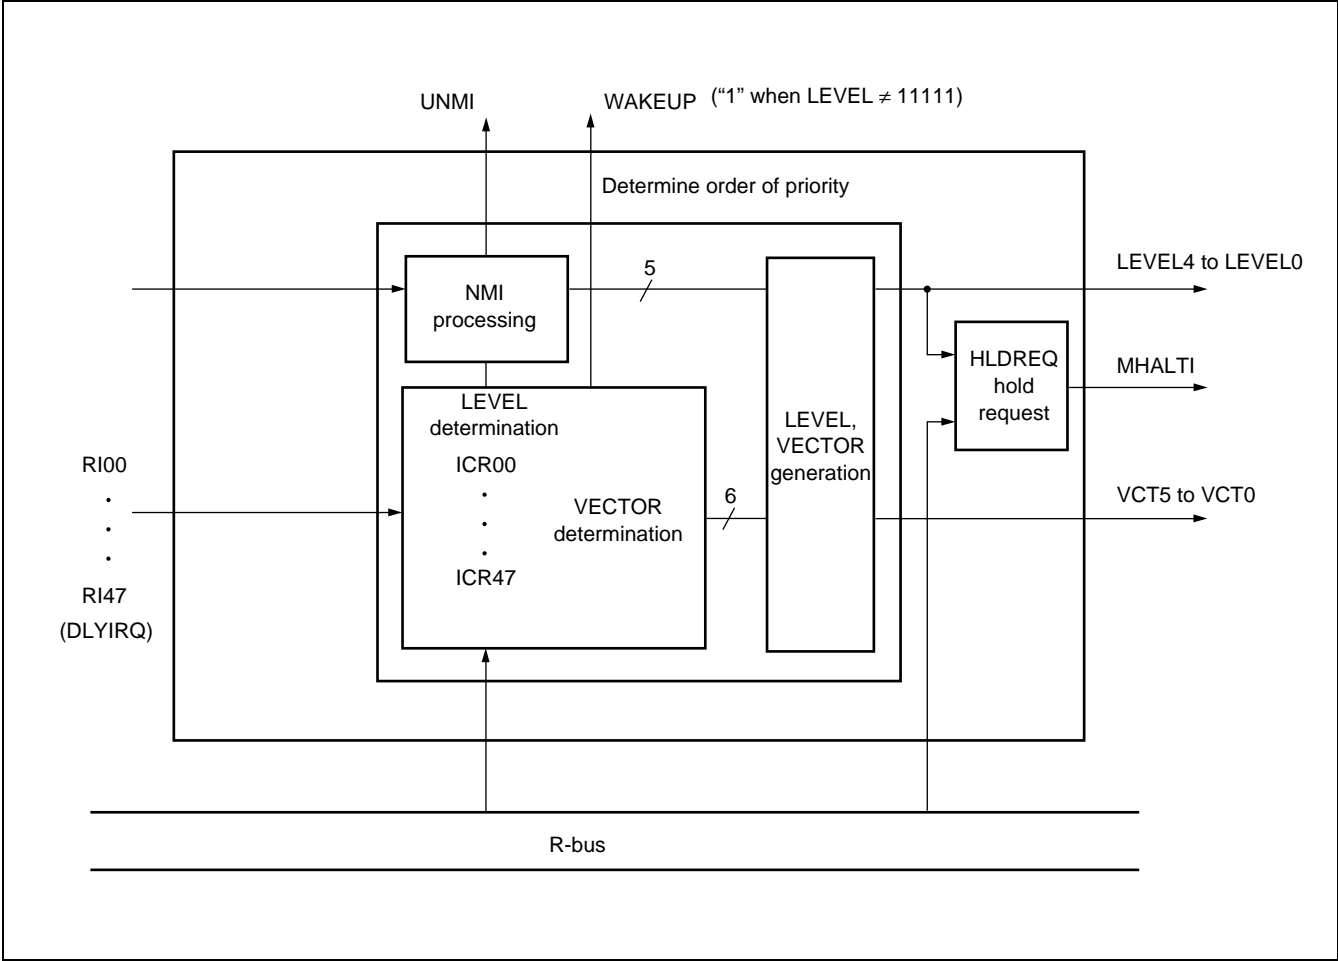 UNMI
WAKEUP (“1” when LEVEL ≠ 11111)
Determine order of priority
5
LEVEL4 to LEVEL0
NMI
processing
HLDREQ
hold
request
MHALTI
LEVEL
determination
LEVEL,
VECTOR
generation
RI00
.
.
.
RI47
(DLYIRQ)
ICR00
.
.
.
ICR47
VECTOR
determination
6
VCT5 to VCT0
R-bus